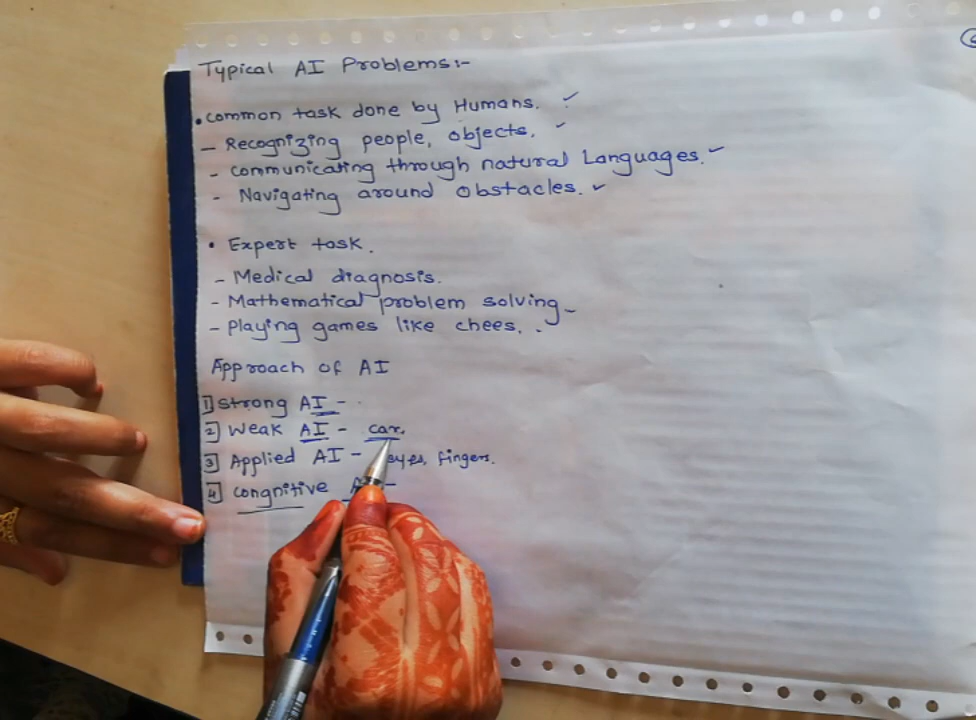 Typical AI Problems:-
• common task done by Humans. ✓
- Recognizing people, objects. ✓
- communicating through natural Languages. ✓
- Navigating around obstacles. ✓
• Expert task.
- Medical diagnosis.
- Mathematical problem solving -
- playing games like chees. .
Approach of AI
1] Strong AI -
2] Weak AI - car.
3] Applied AI - eyes, fingers.
4] Congnitive